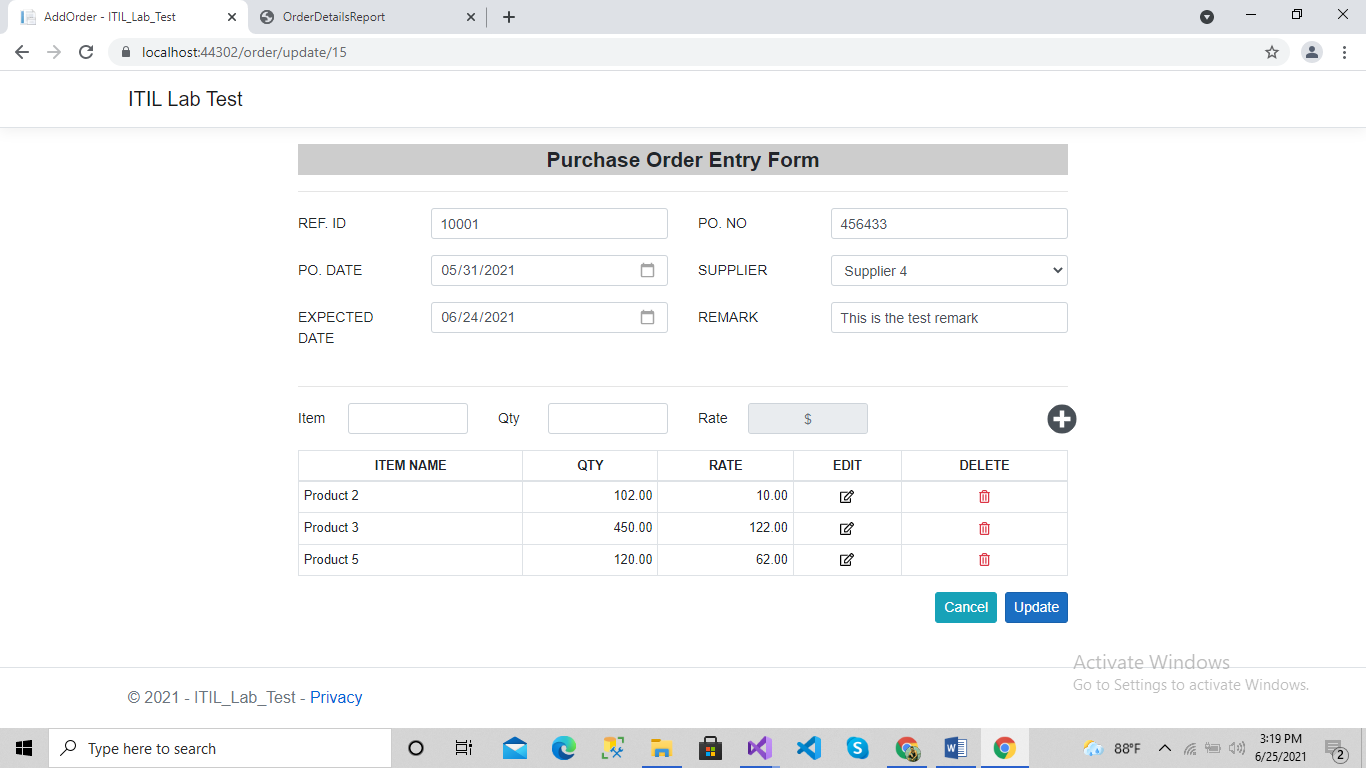 AddOrder - ITIL_Lab_Test
OrderDetailsReport
localhost:44302/order/update/15
ITIL Lab Test
Purchase Order Entry Form
REF. ID 10001 PO. NO 456433
PO. DATE 05/31/2021 SUPPLIER Supplier 4
EXPECTED DATE 06/24/2021 REMARK This is the test remark
Item Qty Rate $
ITEM NAME QTY RATE EDIT DELETE
Product 2 102.00 10.00
Product 3 450.00 122.00
Product 5 120.00 62.00
Cancel Update
Activate Windows
Go to Settings to activate Windows.
© 2021 - ITIL_Lab_Test - Privacy
Type here to search
88°F
3:19 PM
6/25/2021
2